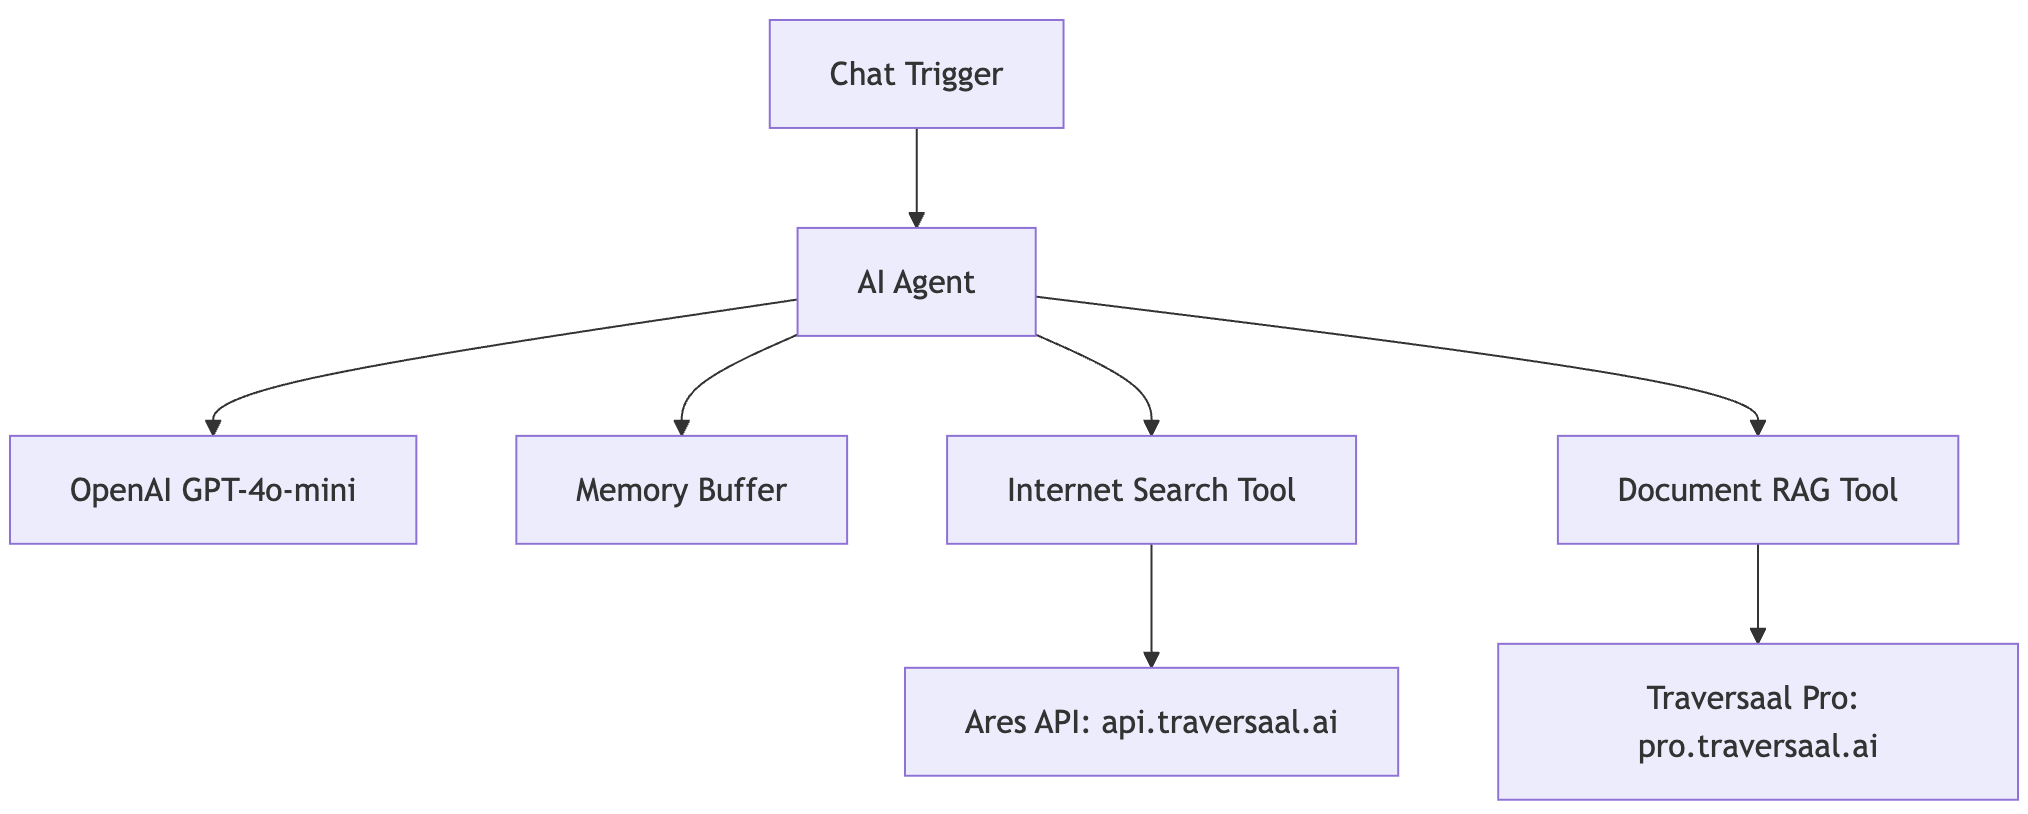 Chat Trigger
AI Agent
OpenAI GPT-4o-mini
Memory Buffer
Internet Search Tool
Document RAG Tool
Ares API: api.traversaal.ai
Traversaal Pro:
pro.traversaal.ai